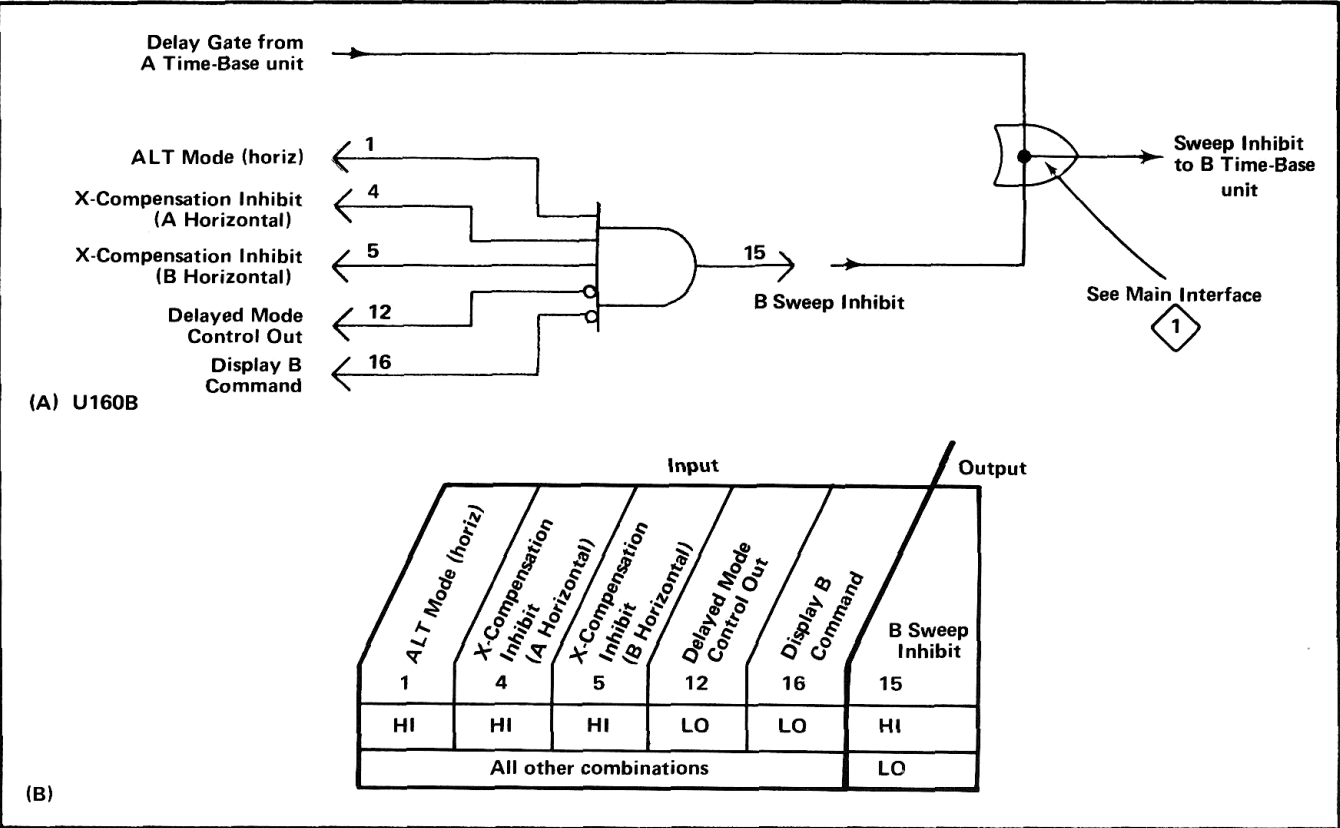 Delay Gate from
A Time-Base unit
ALT Mode (horiz)
1
X-Compensation Inhibit
(A Horizontal)
4
X-Compensation Inhibit
(B Horizontal)
5
Delayed Mode
Control Out
12
Display B
Command
16
15
B Sweep Inhibit
Sweep Inhibit
to B Time-Base
unit
See Main Interface
1
(A) U160B
Input
Output
ALT Mode (horiz)
X-Compensation
Inhibit
(A Horizontal)
X-Compensation
Inhibit
(B Horizontal)
Delayed Mode
Control Out
Display B
Command
B Sweep
Inhibit
1 4 5 12 16 15
HI HI HI LO LO HI
All other combinations LO
(B)